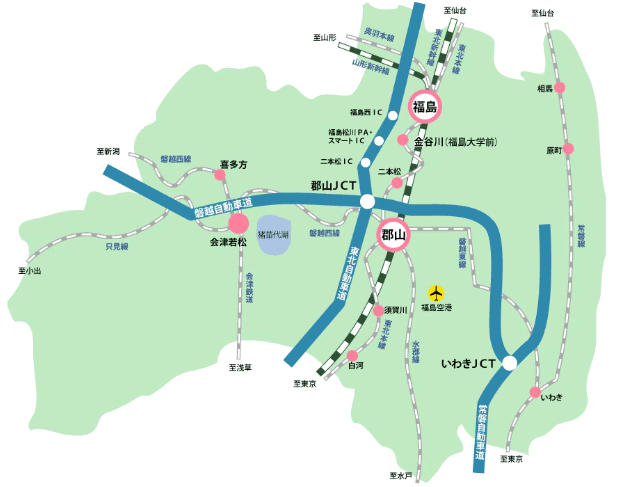 至仙台
至仙台
奥羽本線
至山形
山形新幹線
東北新幹線
東北本線
相馬
福島
福島西IC
福島松川PA・
スマートIC
金谷川(福島大学前)
原町
至新潟
磐越西線
喜多方
二本松IC
二本松
郡山JCT
磐越自動車道
会津若松
猪苗代湖
磐越西線
郡山
磐越東線
常磐線
只見線
至小出
会津鉄道
東北自動車道
福島空港
須賀川
東北本線
水郡線
白河
至浅草
至東京
いわきJCT
いわき
常磐自動車道
至東京
至水戸